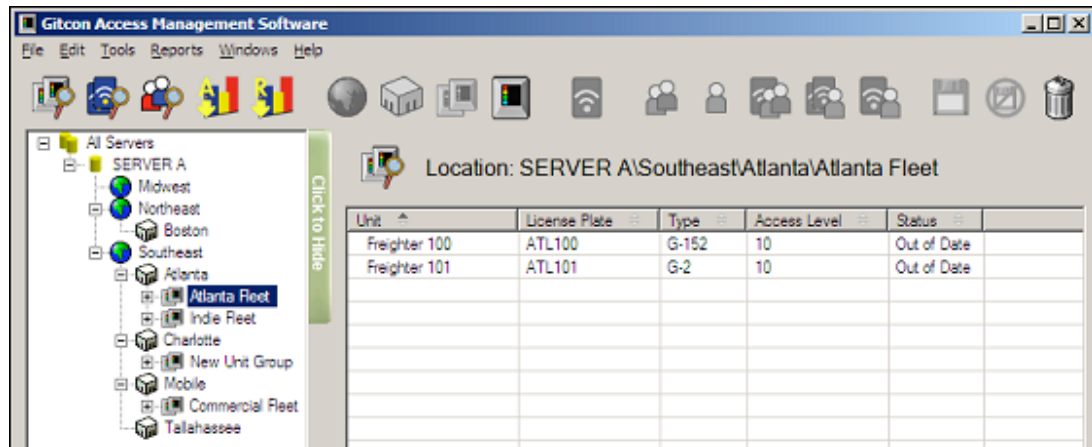 Gitcon Access Management Software
File Edit Tools Reports Windows Help
All Servers
SERVER A
Midwest
Northeast
Boston
Southeast
Atlanta
Atlanta Fleet
Indie Fleet
Charlotte
New Unit Group
Mobile
Commercial Fleet
Tallahassee
Click to Hide
Location: SERVER A\Southeast\Atlanta\Atlanta Fleet
Unit License Plate Type Access Level Status
Freighter 100 ATL100 G-152 10 Out of Date
Freighter 101 ATL101 G-2 10 Out of Date